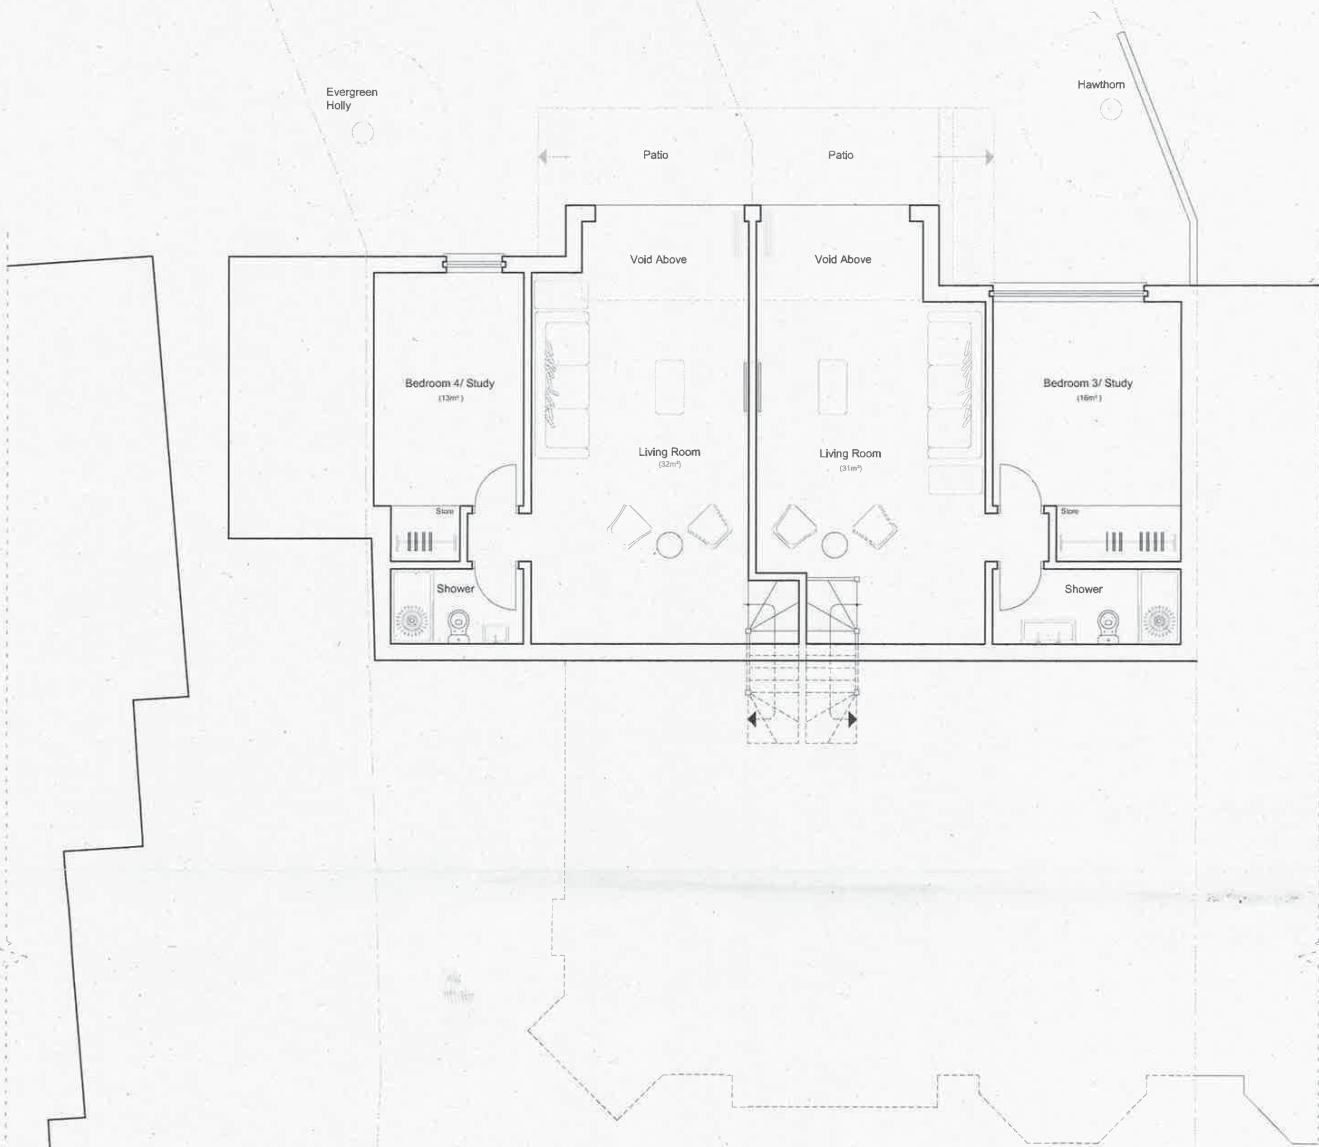 Evergreen
Holly
Hawthorn
Patio
Patio
Void Above
Void Above
Bedroom 4/ Study
(13m²)
Bedroom 3/ Study
(16m²)
Living Room
(32m²)
Living Room
(31m²)
Store
Store
Shower
Shower